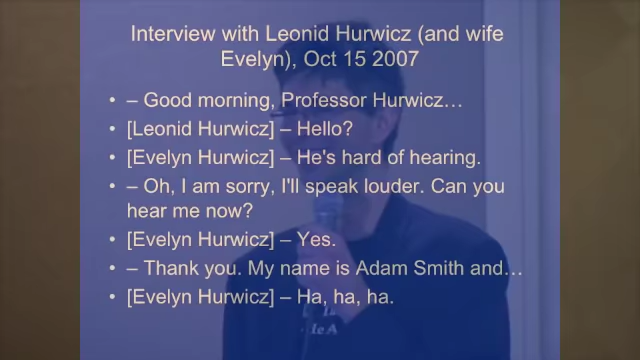 Interview with Leonid Hurwicz (and wife
Evelyn), Oct 15 2007
• – Good morning, Professor Hurwicz…
• [Leonid Hurwicz] – Hello?
• [Evelyn Hurwicz] – He's hard of hearing.
• – Oh, I am sorry, I'll speak louder. Can you
hear me now?
• [Evelyn Hurwicz] – Yes.
• – Thank you. My name is Adam Smith and…
• [Evelyn Hurwicz] – Ha, ha, ha.